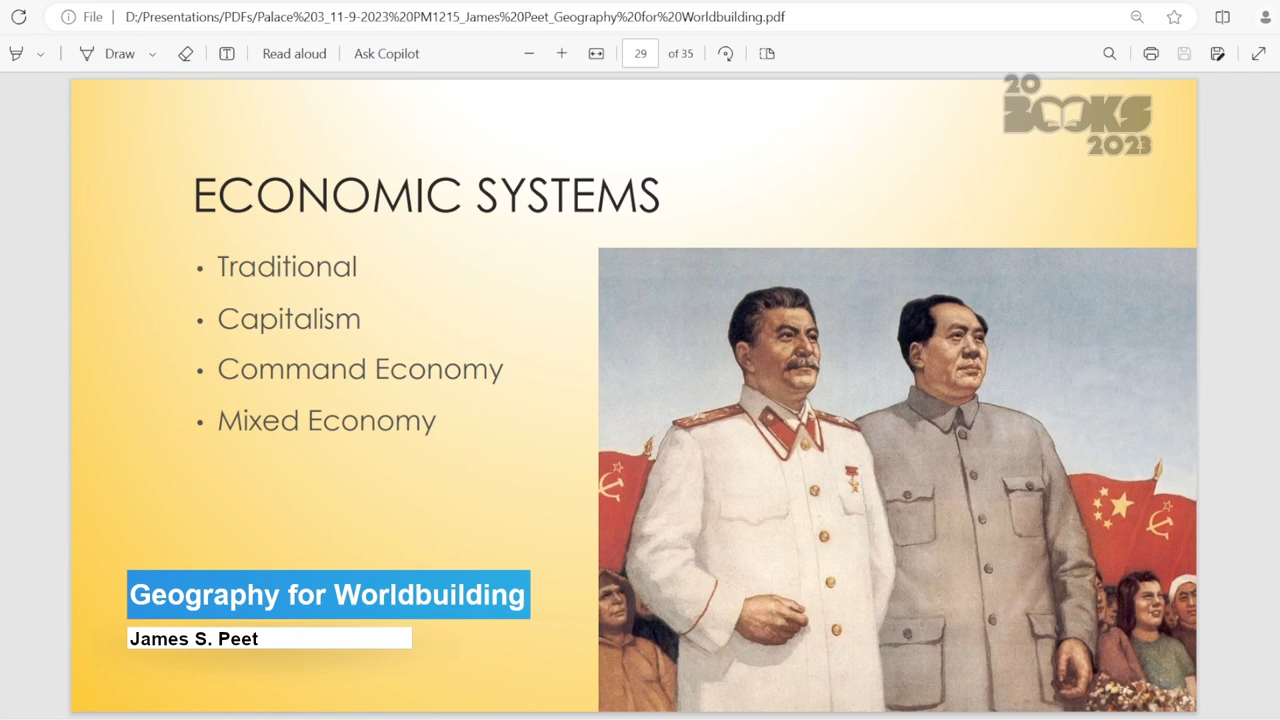 File
D:/Presentations/PDFs/Palace%203_11-9-2023%20PM1215_James%20Peet_Geography%20for%20Worldbuilding.pdf
Draw
Read aloud
Ask Copilot
29
of 35
20
BOOKS
2023
ECONOMIC SYSTEMS
• Traditional
• Capitalism
• Command Economy
• Mixed Economy
Geography for Worldbuilding
James S. Peet